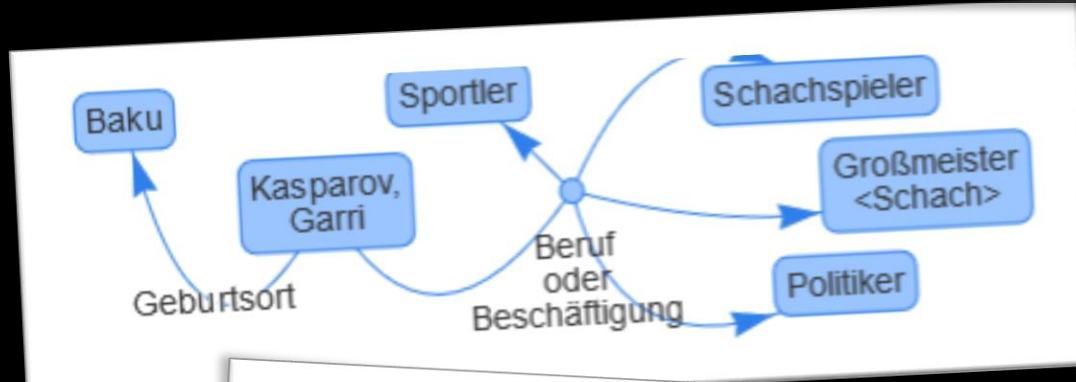 Baku
Sportler
Schachspieler
Kasparov,
Garri
Großmeister
<Schach>
Beruf
oder
Beschäftigung
Geburtsort
Politiker